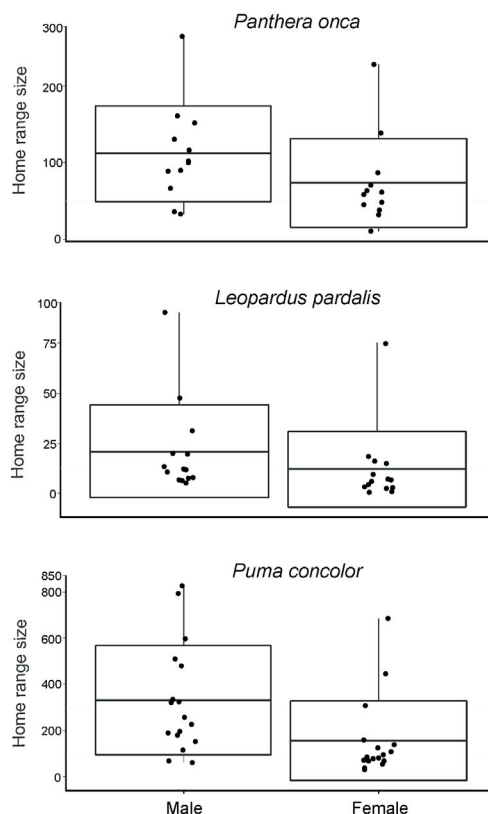 Panthera onca
Home range size
300
200
100
0
Leopardus pardalis
Home range size
100
75
50
25
0
Puma concolor
Home range size
850
800
600
400
200
0
Male
Female